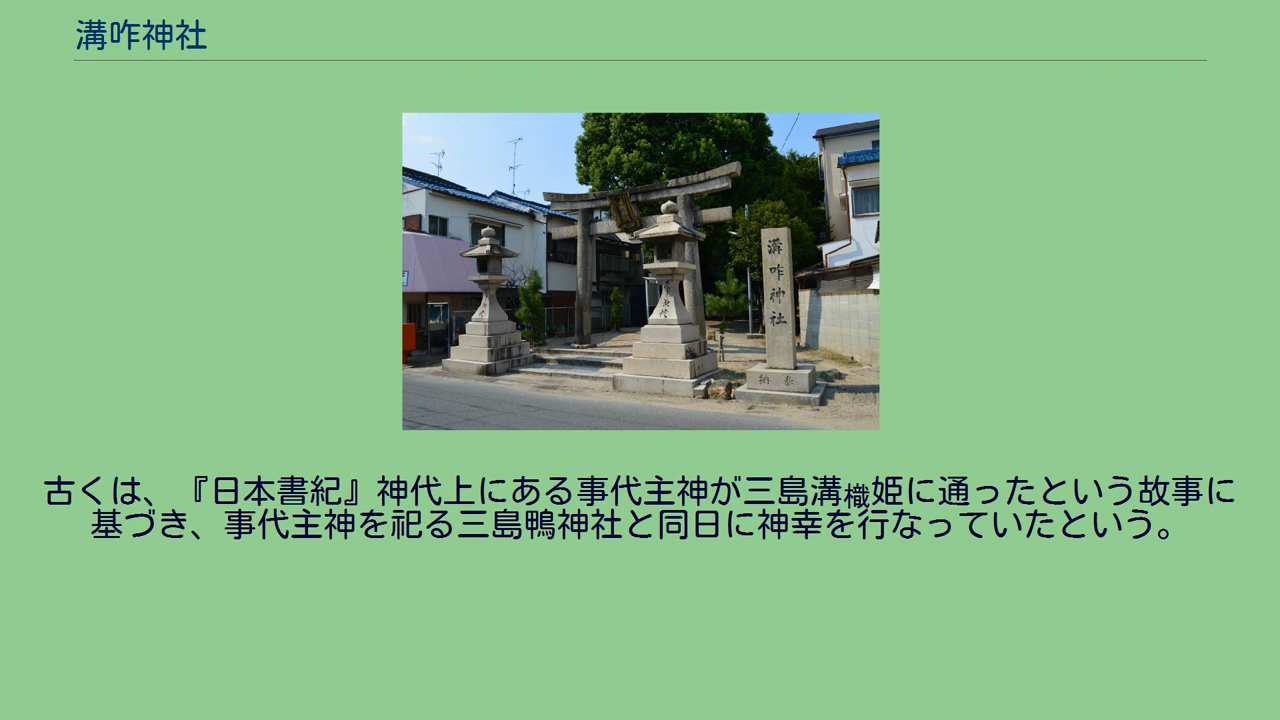 溝咋神社
溝咋神社
奉納
古くは、『日本書紀』神代上にある事代主神が三島溝樴姫に通ったという故事に
基づき、事代主神を祀る三島鴨神社と同日に神幸を行なっていたという。